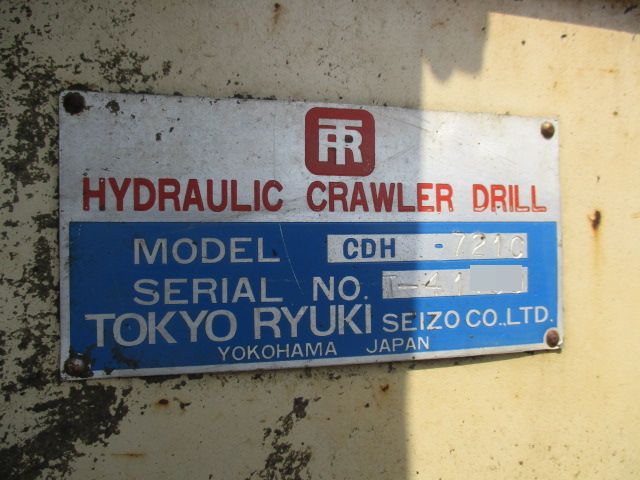 TR
HYDRAULIC CRAWLER DRILL
MODEL CDH -721C
SERIAL NO.
TOKYO RYUKI SEIZO CO.,LTD.
YOKOHAMA JAPAN